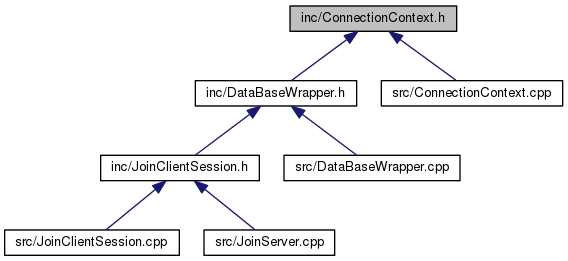 inc/ConnectionContext.h
inc/DataBaseWrapper.h
src/ConnectionContext.cpp
inc/JoinClientSession.h
src/DataBaseWrapper.cpp
src/JoinClientSession.cpp
src/JoinServer.cpp